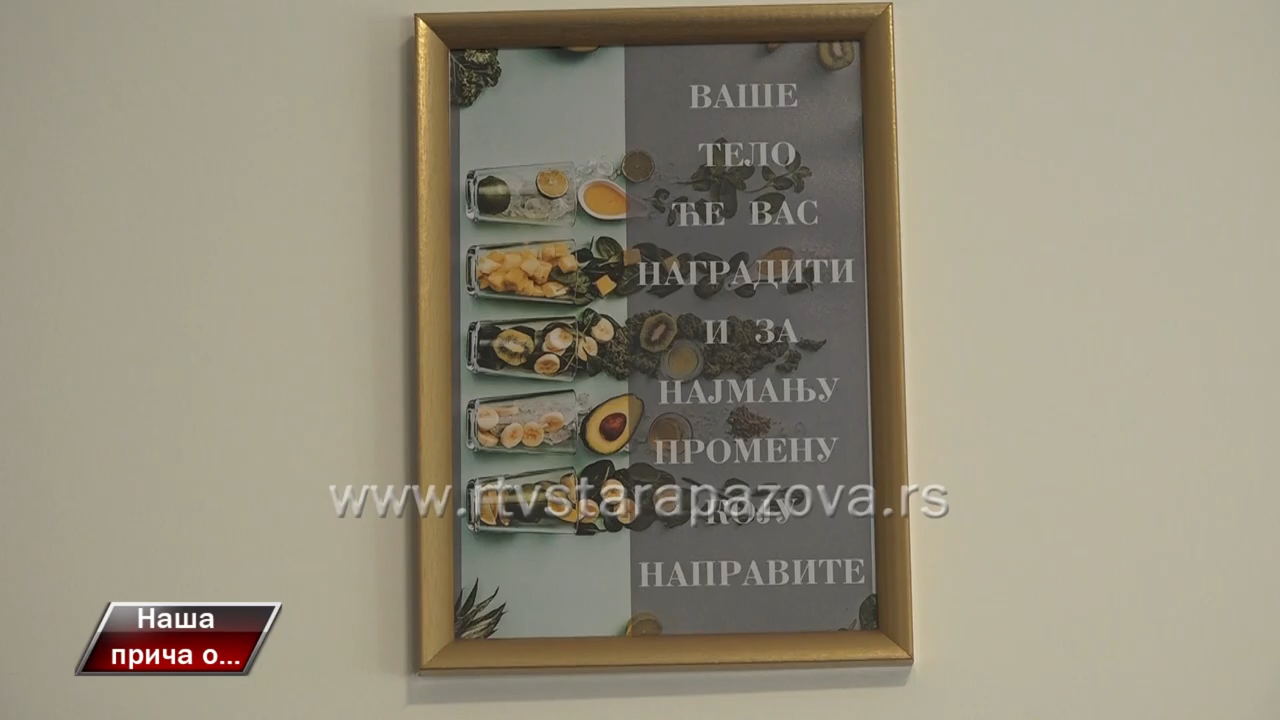 ВАШЕ
ТЕЛО
ЋЕ ВАС
НАГРАДИТИ
И ЗА
НАЈМАЊУ
ПРОМЕНУ
КОЈУ
НАПРАВИТЕ
www.rtvstarapazova.rs
Наша
прича о...